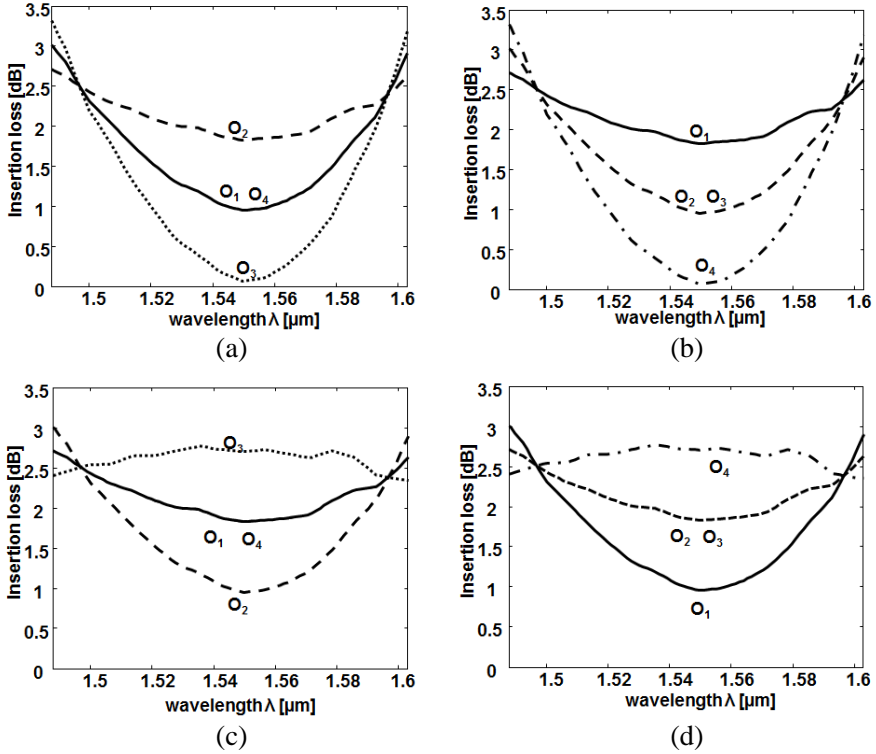 3.5
3
2.5
2
1.5
1
0.5
0
Insertion loss [dB]
O₂
O₁ O₄
O₃
1.5 1.52 1.54 1.56 1.58 1.6
wavelength λ [µm]
(a)
3.5
3
2.5
2
1.5
1
0.5
0
Insertion loss [dB]
O₁
O₂ O₃
O₄
1.5 1.52 1.54 1.56 1.58 1.6
wavelength λ [µm]
(b)
3.5
3
2.5
2
1.5
1
0.5
0
Insertion loss [dB]
O₃
O₁ O₄
O₂
1.5 1.52 1.54 1.56 1.58 1.6
wavelength λ [µm]
(c)
3.5
3
2.5
2
1.5
1
0.5
0
Insertion loss [dB]
O₄
O₂ O₃
O₁
1.5 1.52 1.54 1.56 1.58 1.6
wavelength λ [µm]
(d)